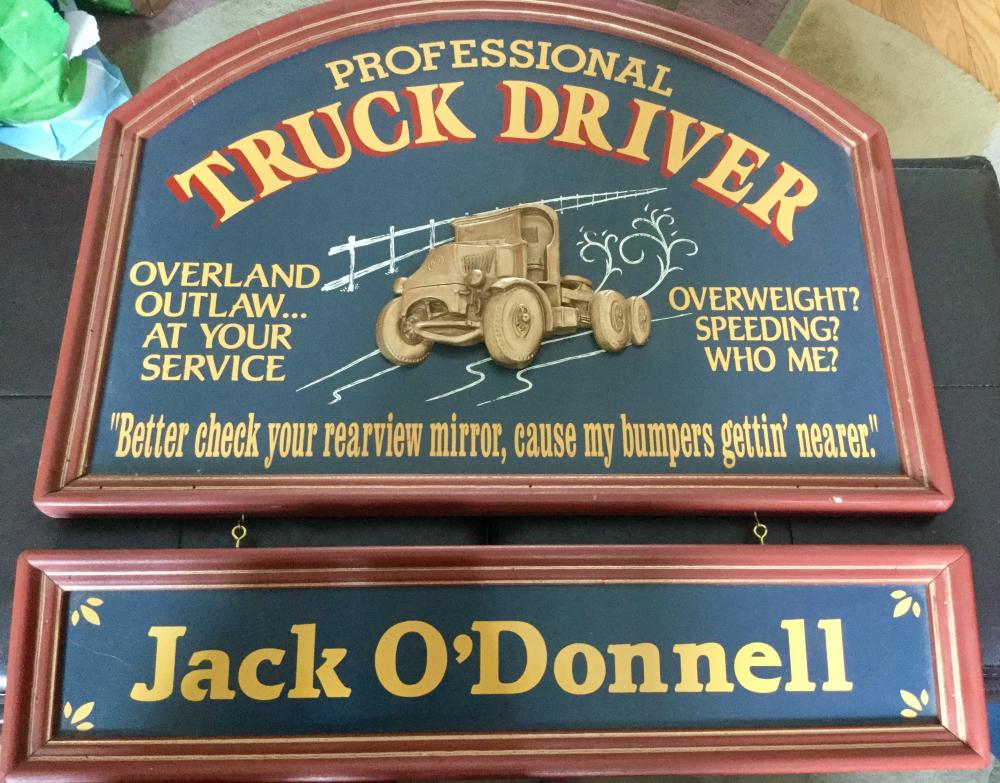 PROFESSIONAL
TRUCK DRIVER
OVERLAND
OUTLAW...
AT YOUR
SERVICE
OVERWEIGHT?
SPEEDING?
WHO ME?
"Better check your rearview mirror, cause my bumpers gettin' nearer."
Jack O'Donnell